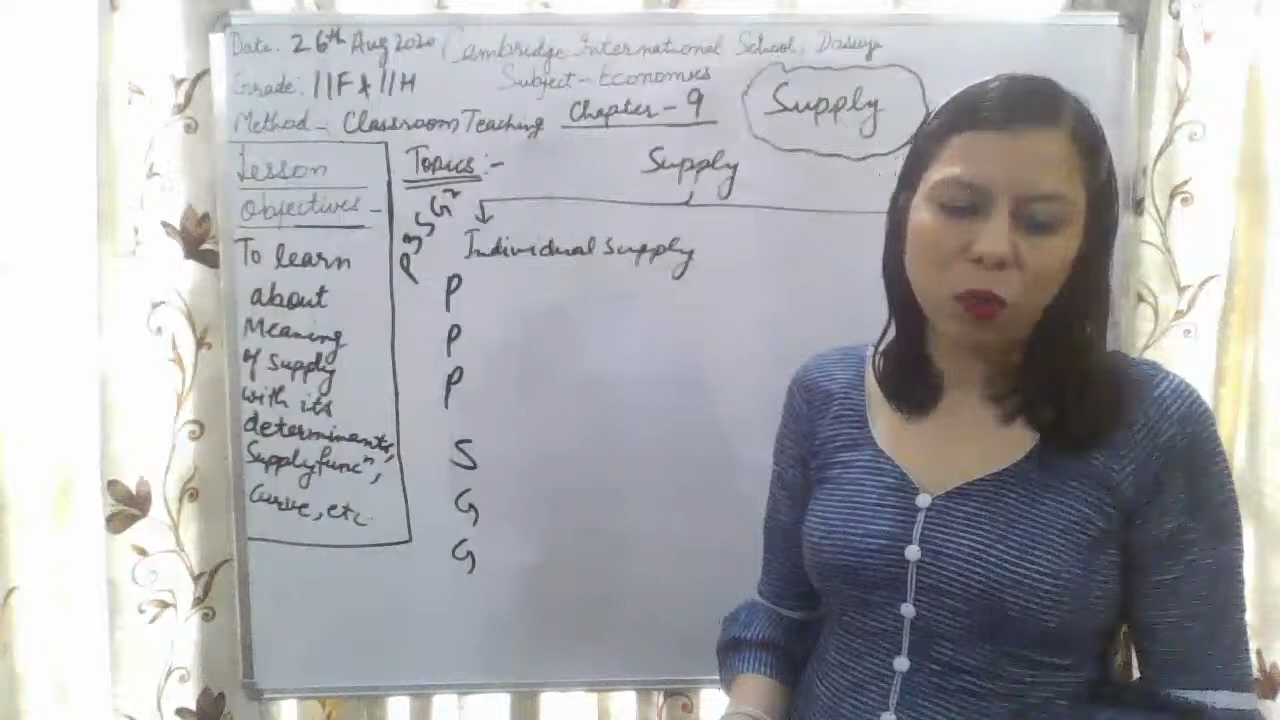 Date. 26th Aug 2020 Cambridge International School, Dasuya
Grade: 11F & 11H Subject - Economics
Method - Classroom Teaching Chapter - 9
Supply
Lesson
Objectives -
To learn
about
Meaning
of supply
with its
determinants,
Supply funcⁿ,
Curve, etc.
Topics :-
Supply
Individual supply
P
P
P
S
G
G